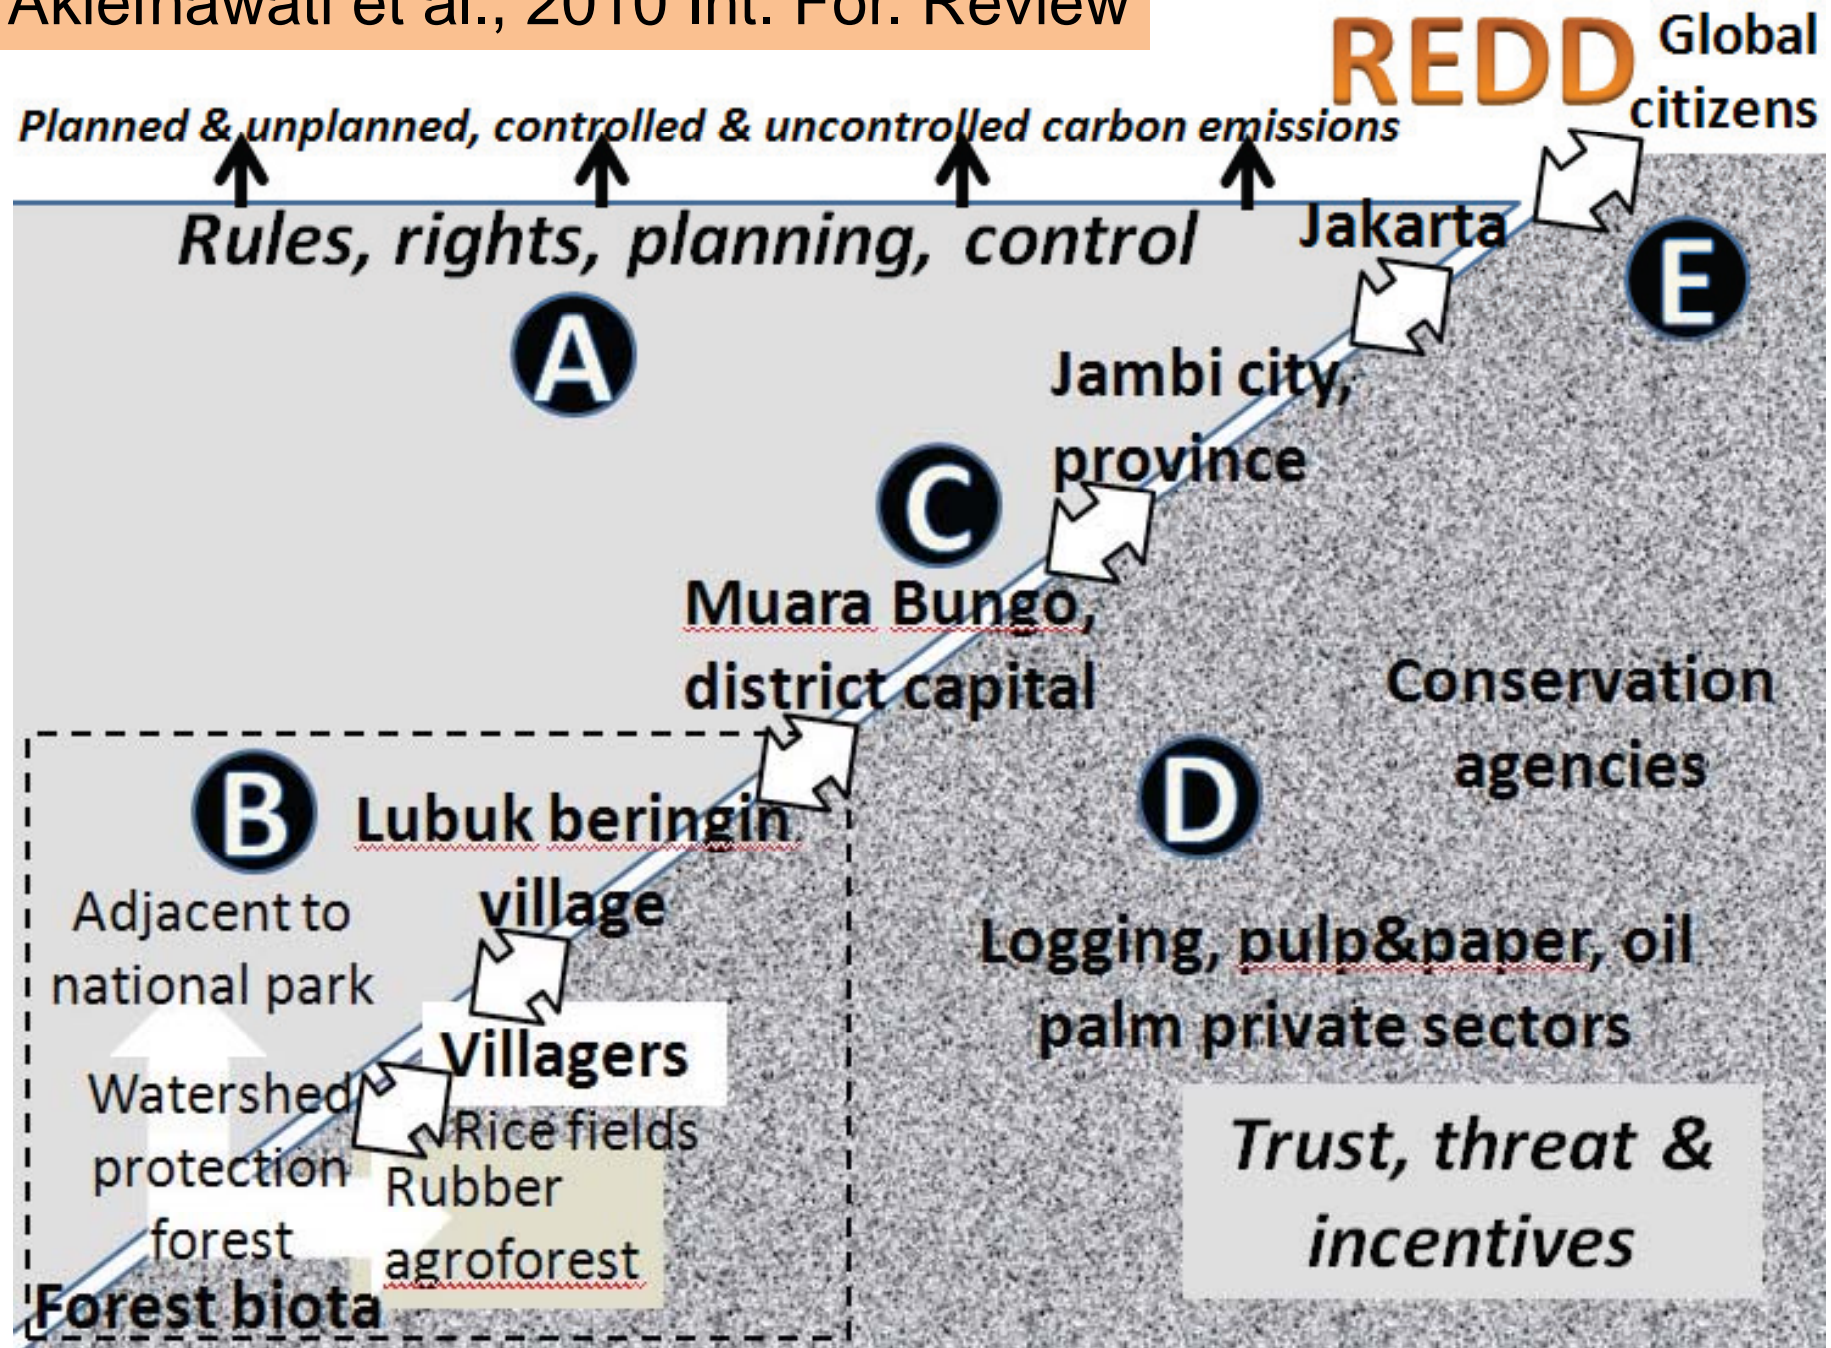 Akiefnawati et al., 2010 Int. For. Review
REDD
Global
citizens
Planned & unplanned, controlled & uncontrolled carbon emissions
Rules, rights, planning, control
Jakarta
A
E
Jambi city,
province
C
Muara Bungo,
district capital
Conservation
agencies
B
D
Lubuk beringin
village
Adjacent to
national park
Logging, pulp&paper, oil
palm private sectors
Villagers
Watershed
protection
forest
Rice fields
Rubber
agroforest
Trust, threat &
incentives
Forest biota